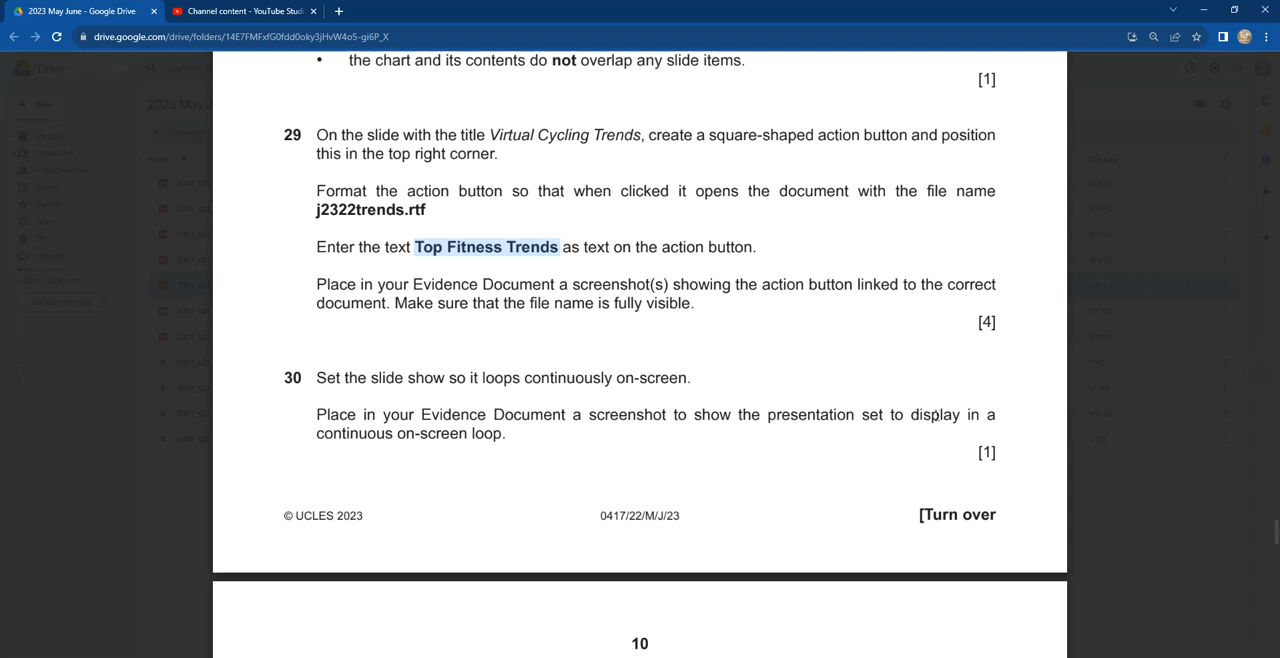 2023 May June - Google Drive
Channel content - YouTube Studi
drive.google.com/drive/folders/14E7FMFxfG0fdd0oky3jHvW4o5-gi6P_X
• the chart and its contents do not overlap any slide items.
[1]
29 On the slide with the title Virtual Cycling Trends, create a square-shaped action button and position
this in the top right corner.
Format the action button so that when clicked it opens the document with the file name
j2322trends.rtf
Enter the text Top Fitness Trends as text on the action button.
Place in your Evidence Document a screenshot(s) showing the action button linked to the correct
document. Make sure that the file name is fully visible.
[4]
30 Set the slide show so it loops continuously on-screen.
Place in your Evidence Document a screenshot to show the presentation set to display in a
continuous on-screen loop.
[1]
© UCLES 2023
0417/22/M/J/23
[Turn over
10